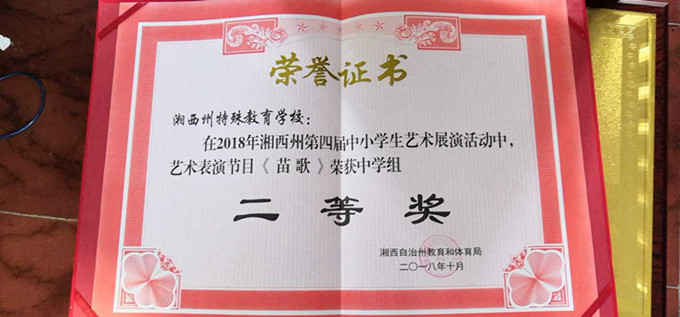 荣誉证书
湘西州特殊教育学校：
在2018年湘西州第四届中小学生艺术展演活动中，
艺术表演节目《苗歌》荣获中学组
二等奖
湘西自治州教育和体育局
二〇一八年十月